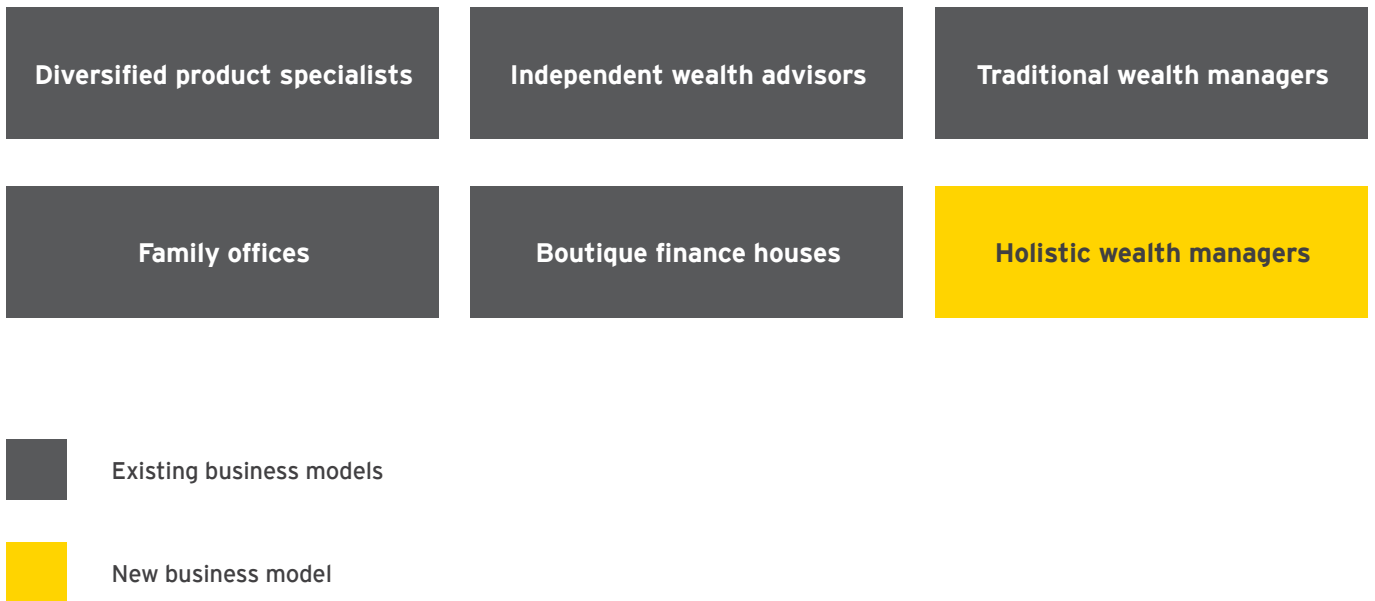 Diversified product specialists
Independent wealth advisors
Traditional wealth managers
Family offices
Boutique finance houses
Holistic wealth managers
Existing business models
New business model